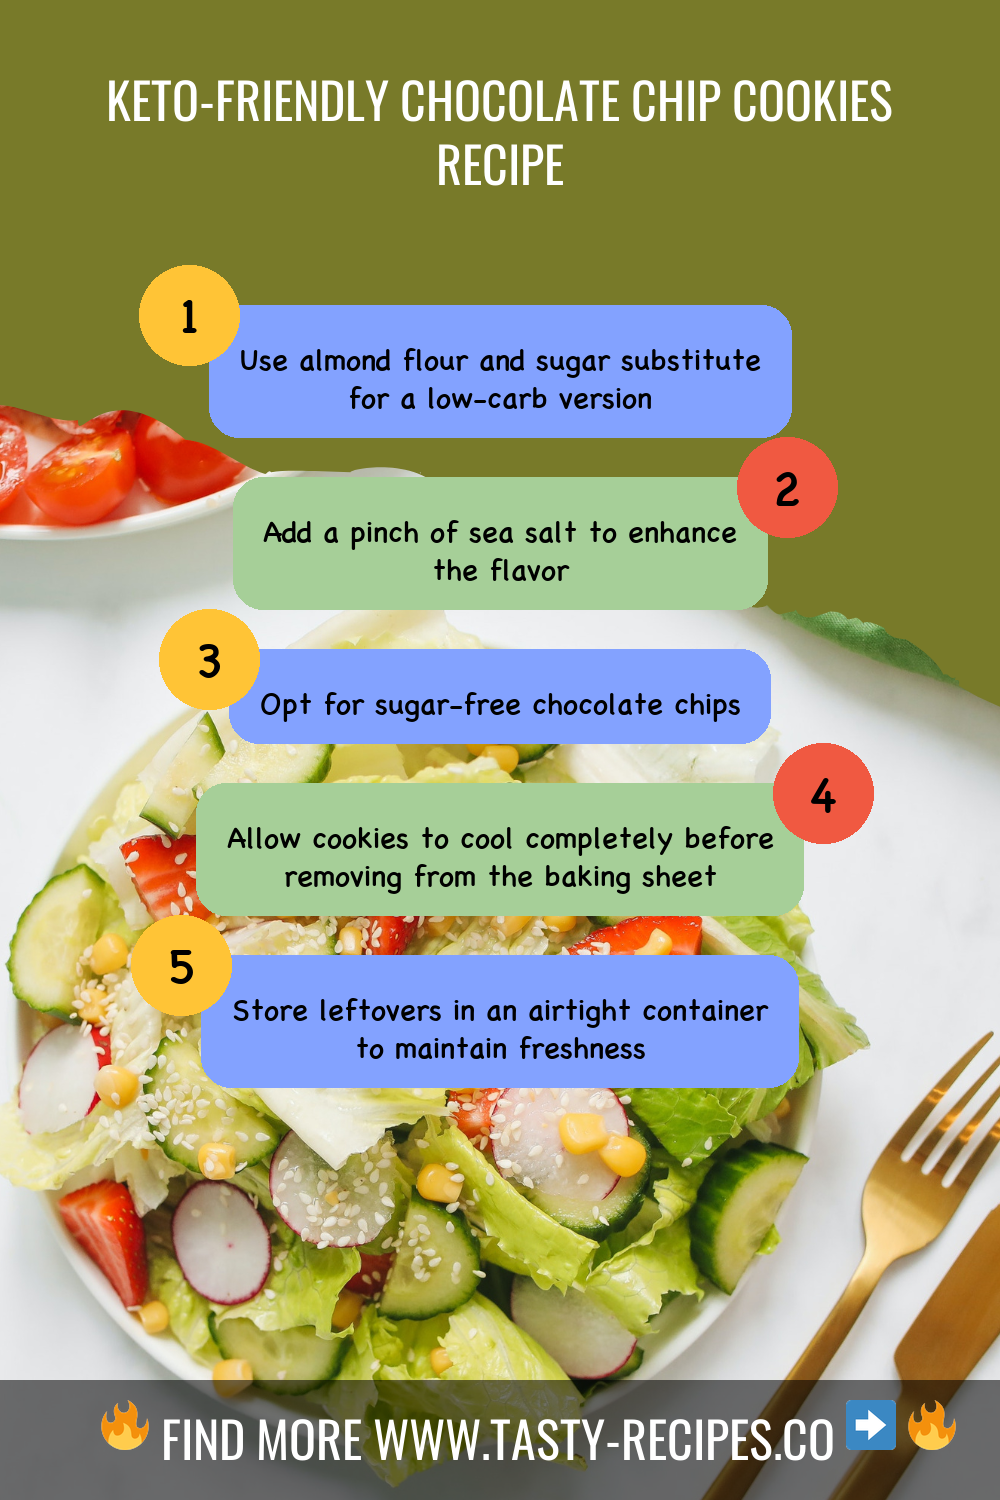 KETO-FRIENDLY CHOCOLATE CHIP COOKIES
RECIPE
1
Use almond flour and sugar substitute
for a low-carb version
2
Add a pinch of sea salt to enhance
the flavor
3
Opt for sugar-free chocolate chips
4
Allow cookies to cool completely before
removing from the baking sheet
5
Store leftovers in an airtight container
to maintain freshness
🔥 FIND MORE WWW.TASTY-RECIPES.CO ➡️ 🔥